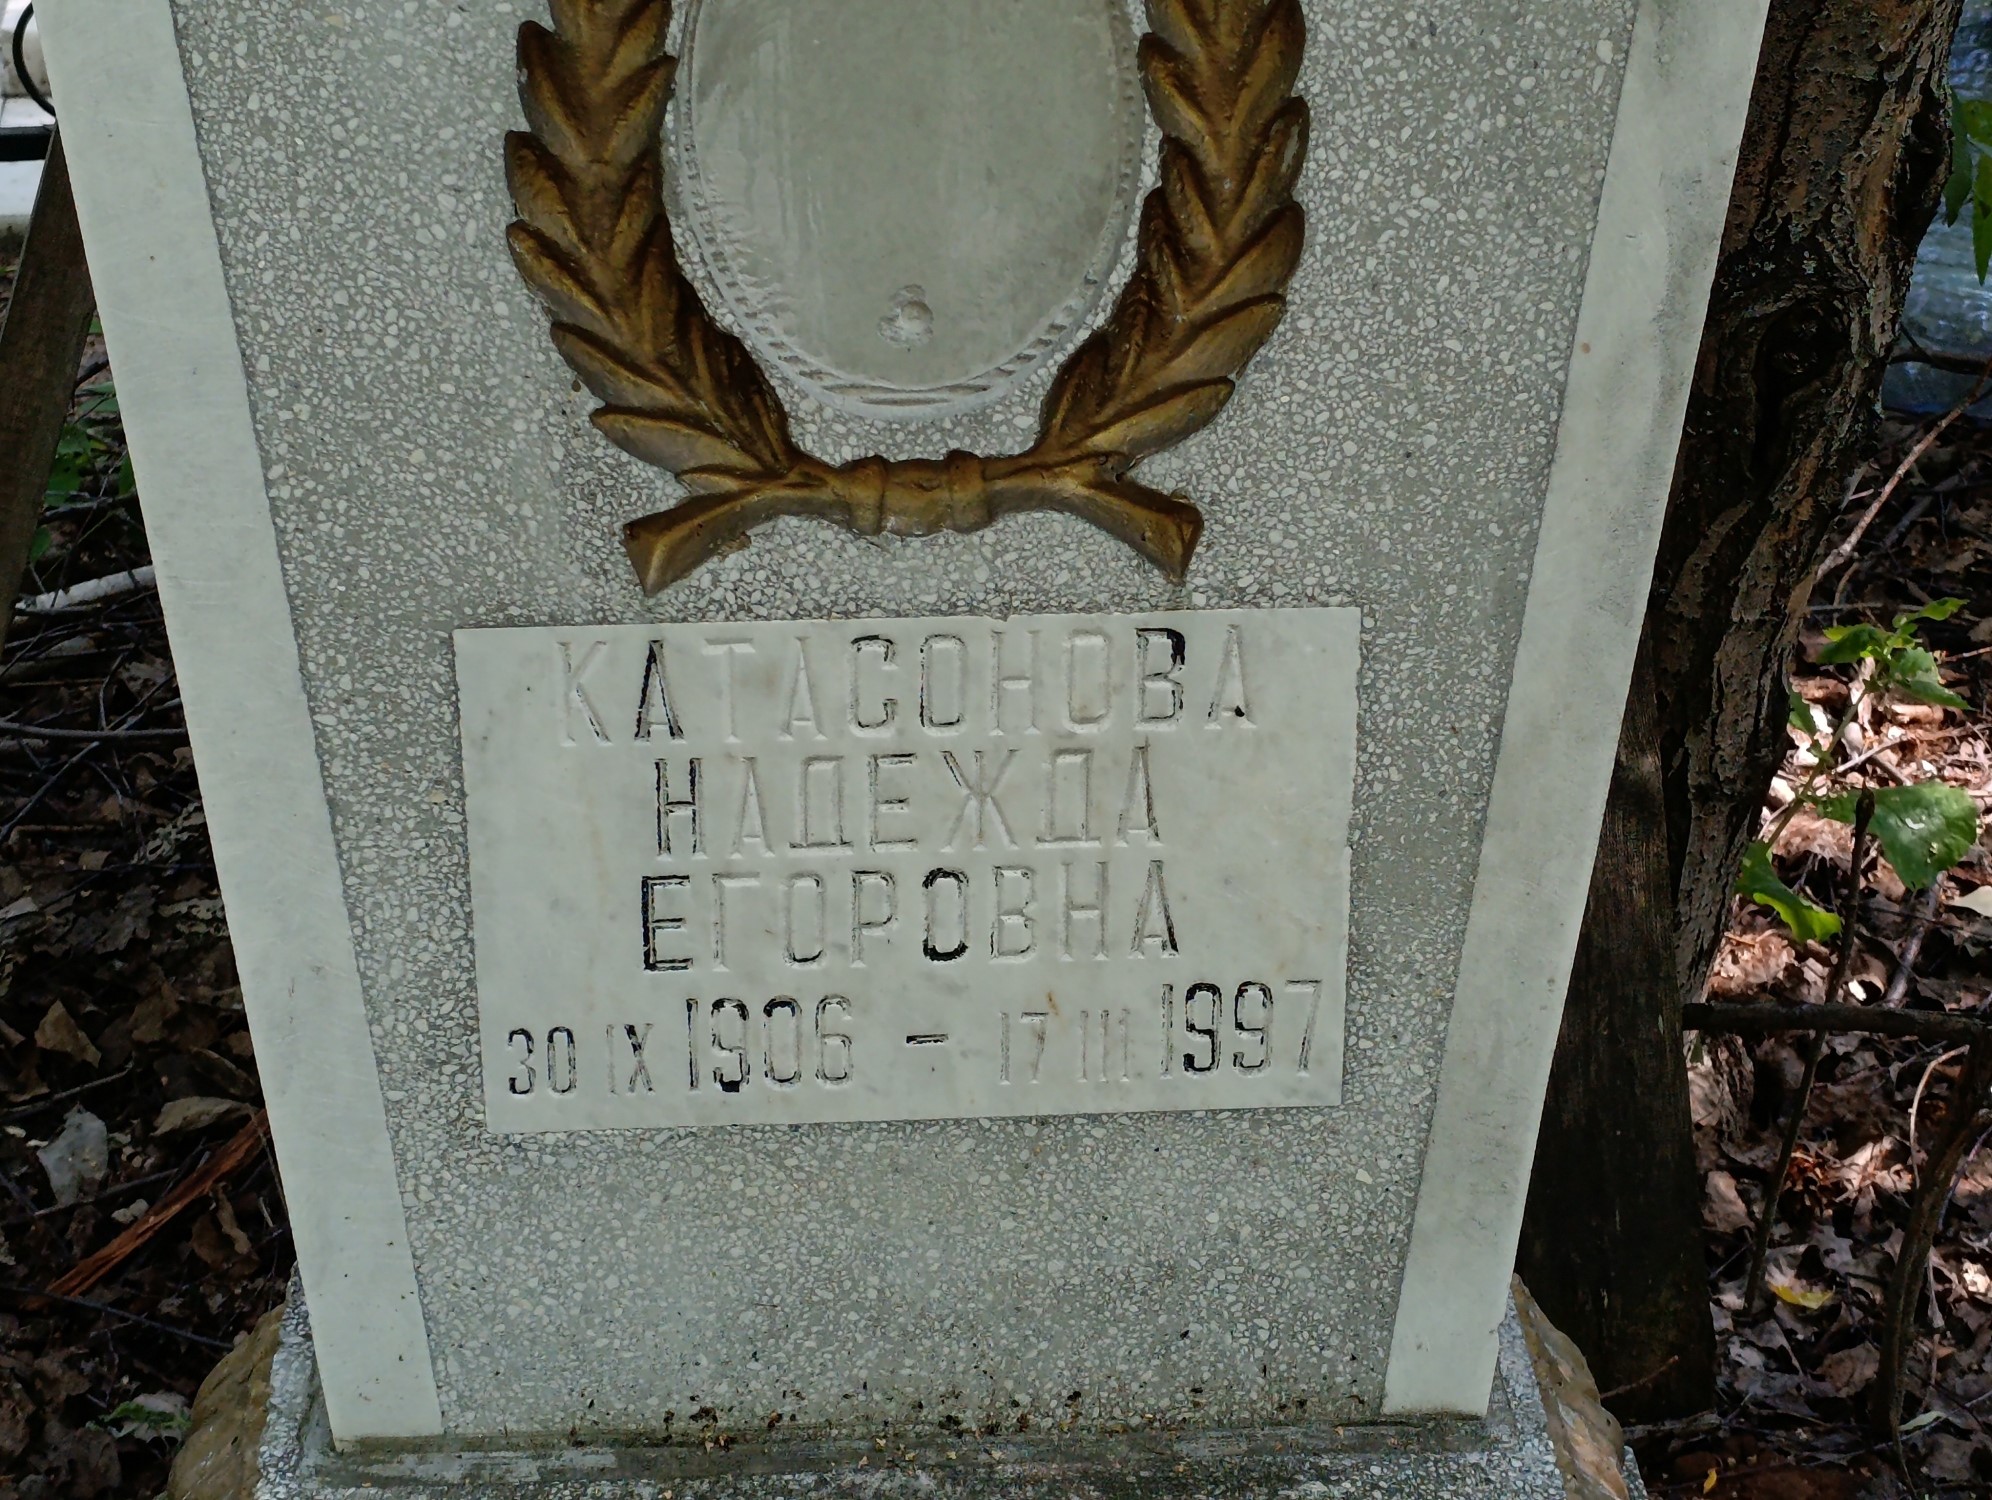 КАТАСОНОВА
НАДЕЖДА
ЕГОРОВНА
30 IX 1906 - 17 III 1997